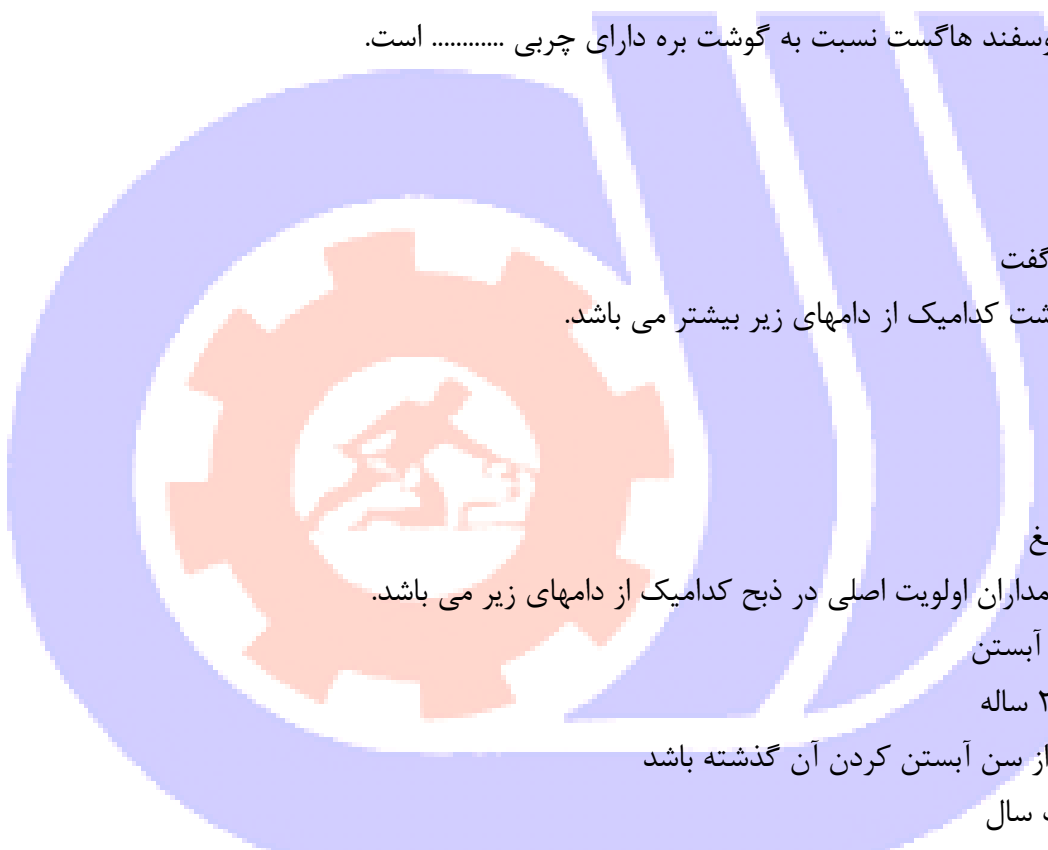 وسفند هاگست نسبت به گوشت بره دارای چربی ............ است.
گفت
شت کدامیک از دامهای زیر بیشتر می باشد.
غ
مداران اولویت اصلی در ذبح کدامیک از دامهای زیر می باشد.
آبستن
۲ ساله
از سن آبستن کردن آن گذشته باشد
سال